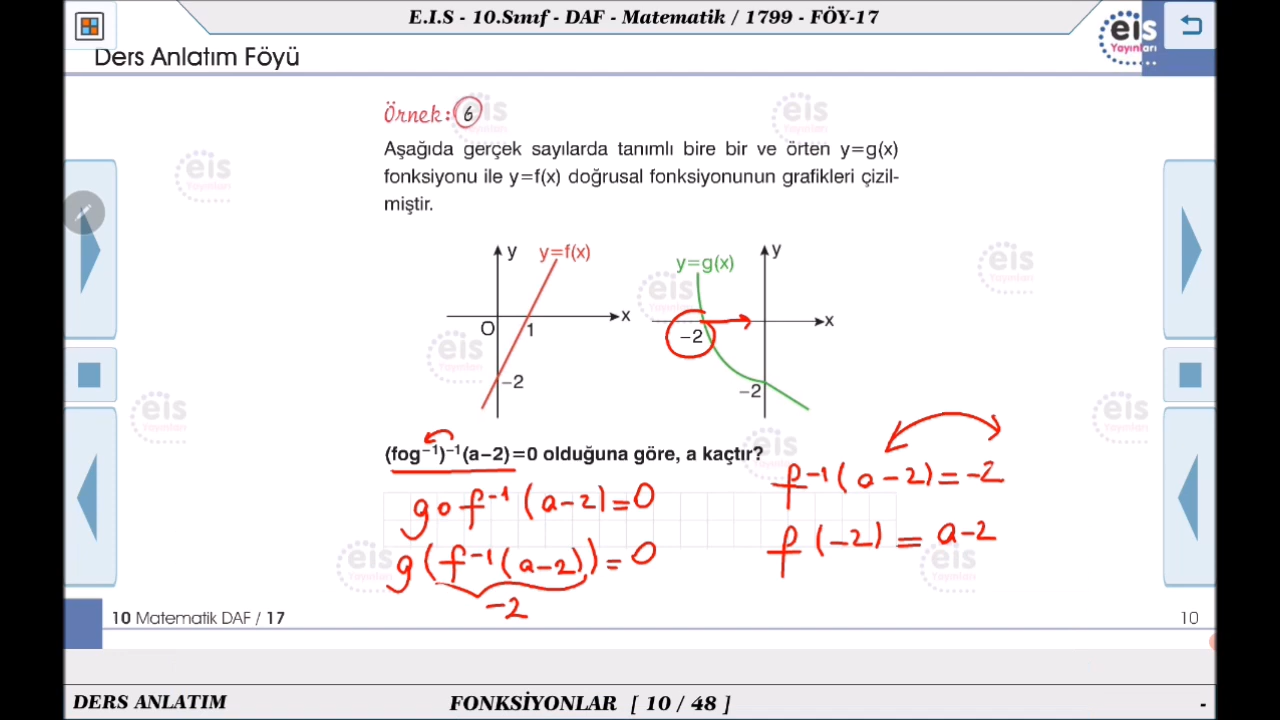 E.I.S - 10.Sınıf - DAF - Matematik / 1799 - FÖY-17
eis
Yayınları
Ders Anlatım Föyü
Örnek: 6
Aşağıda gerçek sayılarda tanımlı bire bir ve örten y=g(x)
fonksiyonu ile y=f(x) doğrusal fonksiyonunun grafikleri çizil-
miştir.
y y=f(x)
x
O 1
-2
y=g(x) y
x
-2
-2
(fog⁻¹)⁻¹(a-2)=0 olduğuna göre, a kaçtır?
gof⁻¹(a-2)=0
g(f⁻¹(a-2))=0
-2
f⁻¹(a-2)=-2
f(-2)=a-2
10 Matematik DAF / 17
10
DERS ANLATIM
FONKSİYONLAR [ 10 / 48 ]
-